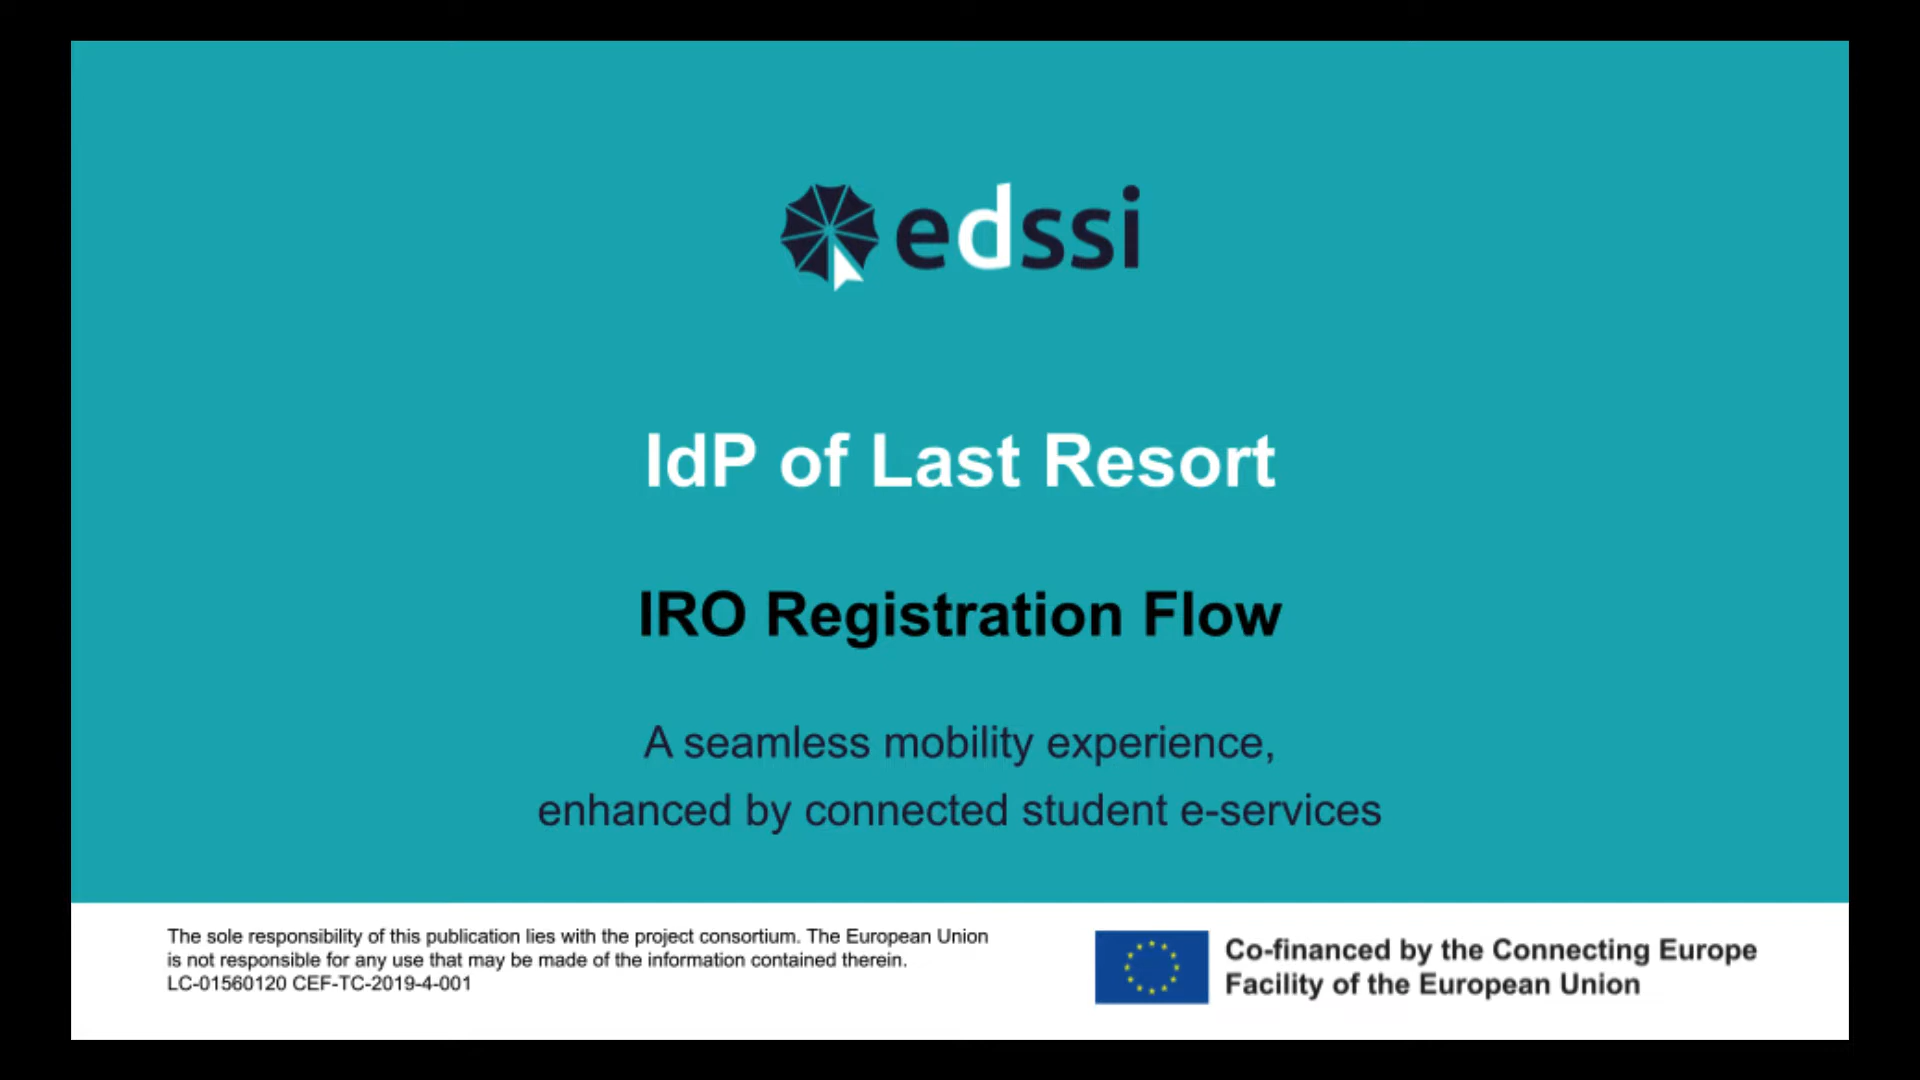 edssi
IdP of Last Resort
IRO Registration Flow
A seamless mobility experience,
enhanced by connected student e-services
The sole responsibility of this publication lies with the project consortium. The European Union
is not responsible for any use that may be made of the information contained therein.
LC-01560120 CEF-TC-2019-4-001
Co-financed by the Connecting Europe
Facility of the European Union